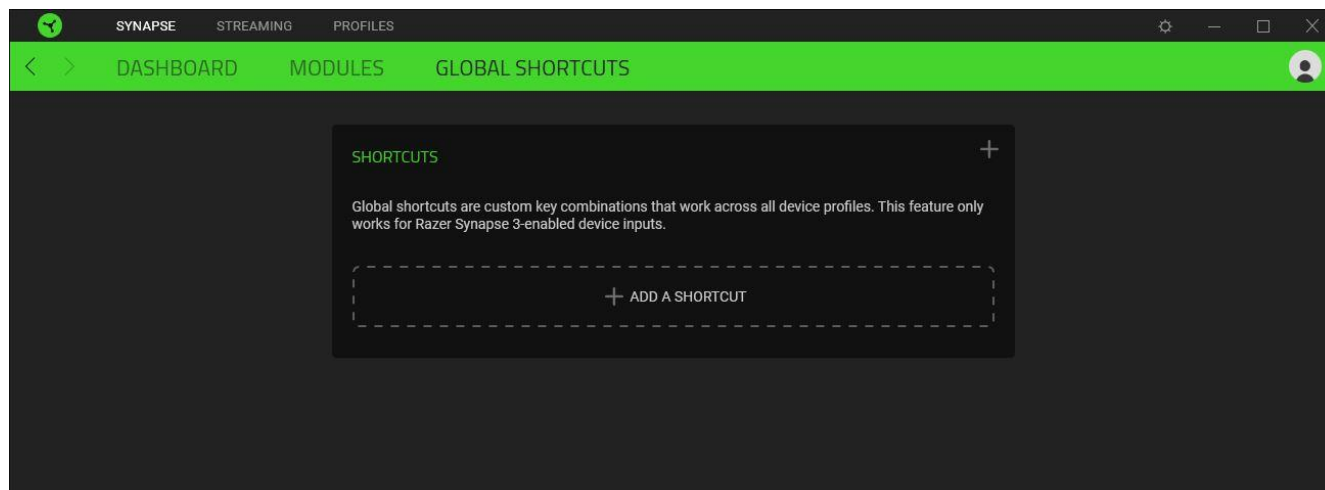 SYNAPSE STREAMING PROFILES
DASHBOARD MODULES GLOBAL SHORTCUTS
SHORTCUTS
Global shortcuts are custom key combinations that work across all device profiles. This feature only
works for Razer Synapse 3-enabled device inputs.
ADD A SHORTCUT